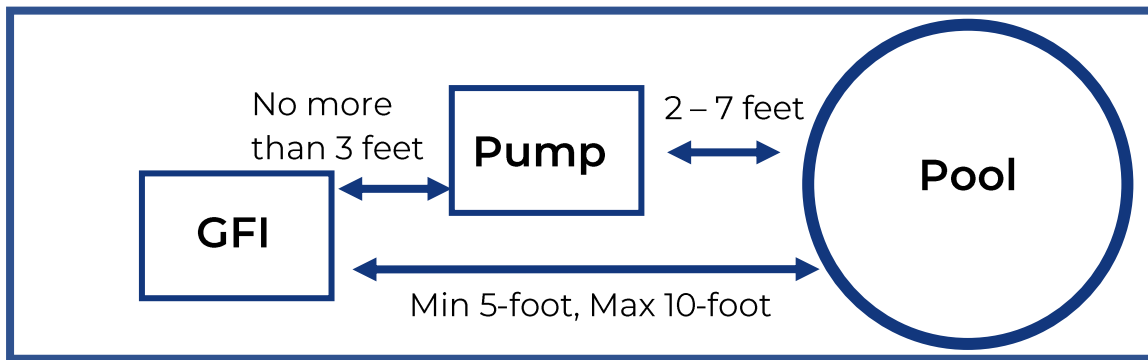 No more
than 3 feet
GFI
Pump
2 – 7 feet
Pool
Min 5-foot, Max 10-foot